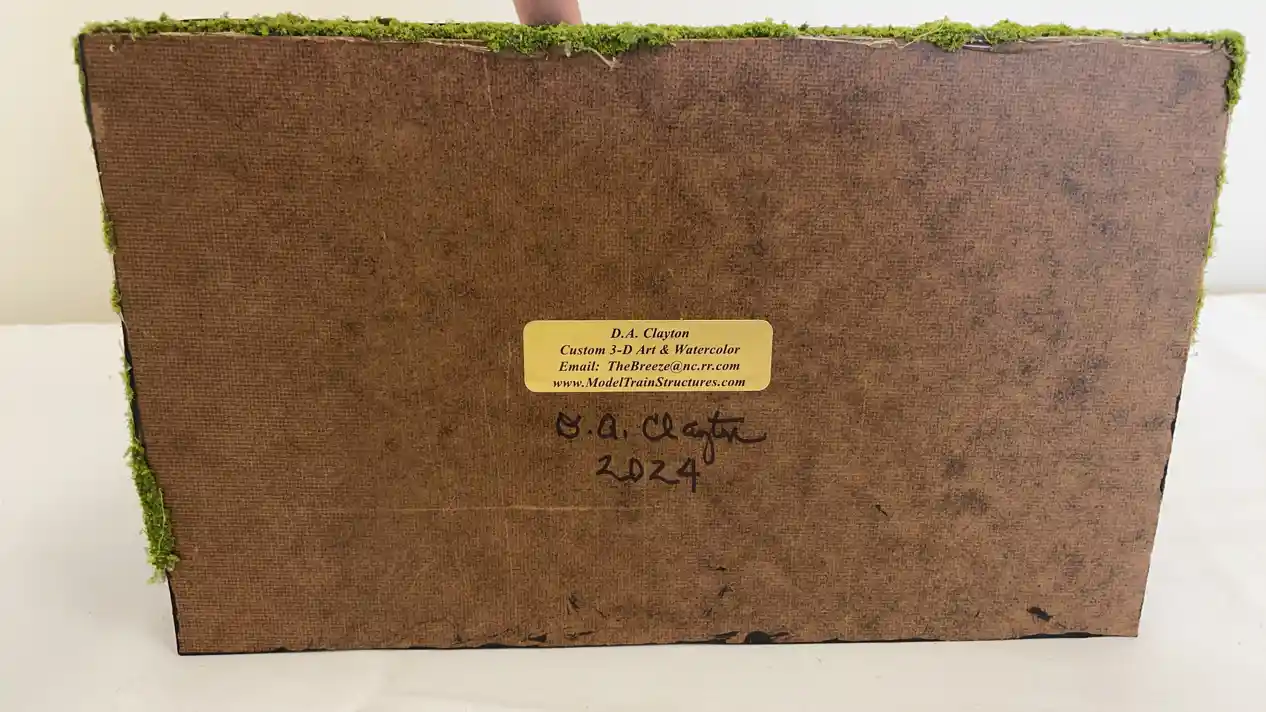 D.A. Clayton
Custom 3-D Art & Watercolor
Email: TheBreeze@nc.rr.com
www.ModelTrainStructures.com
D.A. Clayton
2024